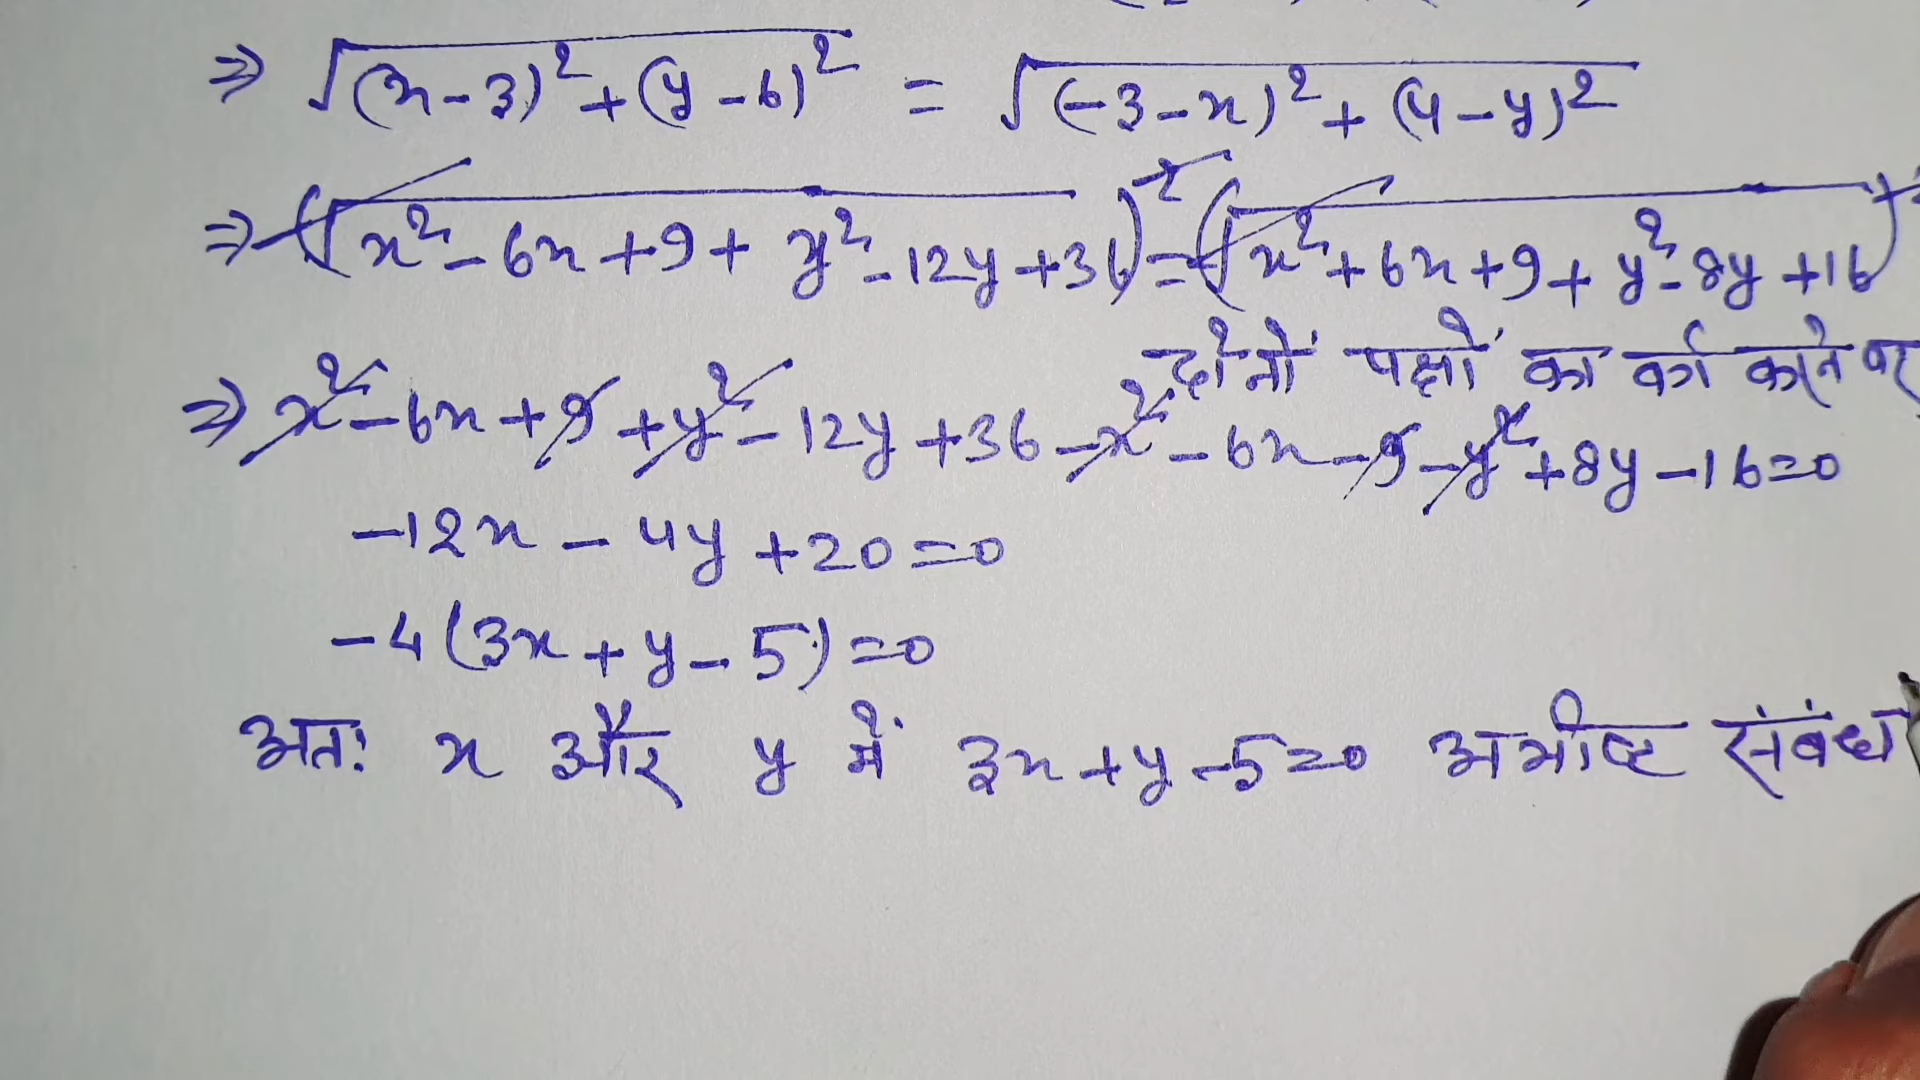 ⇒ √(x-3)²+(y-6)² = √(-3-x)²+(4-y)²
⇒ (√x²-6x+9+y²-12y+36)² = (√x²+6x+9+y²-8y+16)²
दोनों पक्षों का वर्ग करने पर
⇒ x²-6x+9+y²-12y+36-x²-6x-9-y²+8y-16=0
-12x-4y+20=0
-4(3x+y-5)=0
अतः x और y में 3x+y-5=0 अभीष्ट संबंध